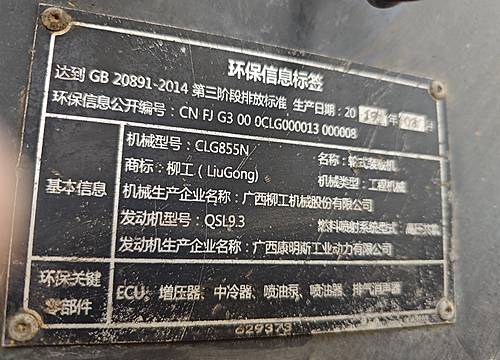 环保信息标签
达到 GB 20891-2014 第三阶段排放标准 生产日期：20 年 月
环保信息公开编号：CN FJ G3 00 0CLG000013 000008
基本信息
机械型号：CLG855N 名称：轮式装载机
商标：柳工（LiuGong） 机械类型：工程机械
机械生产企业名称：广西柳工机械股份有限公司
发动机型号：QSL9.3 燃料喷射系统型式：高压共轨
发动机生产企业名称：广西康明斯工业动力有限公司
环保关键
零部件
ECU、增压器、中冷器、喷油泵、喷油器、排气消声器
629373